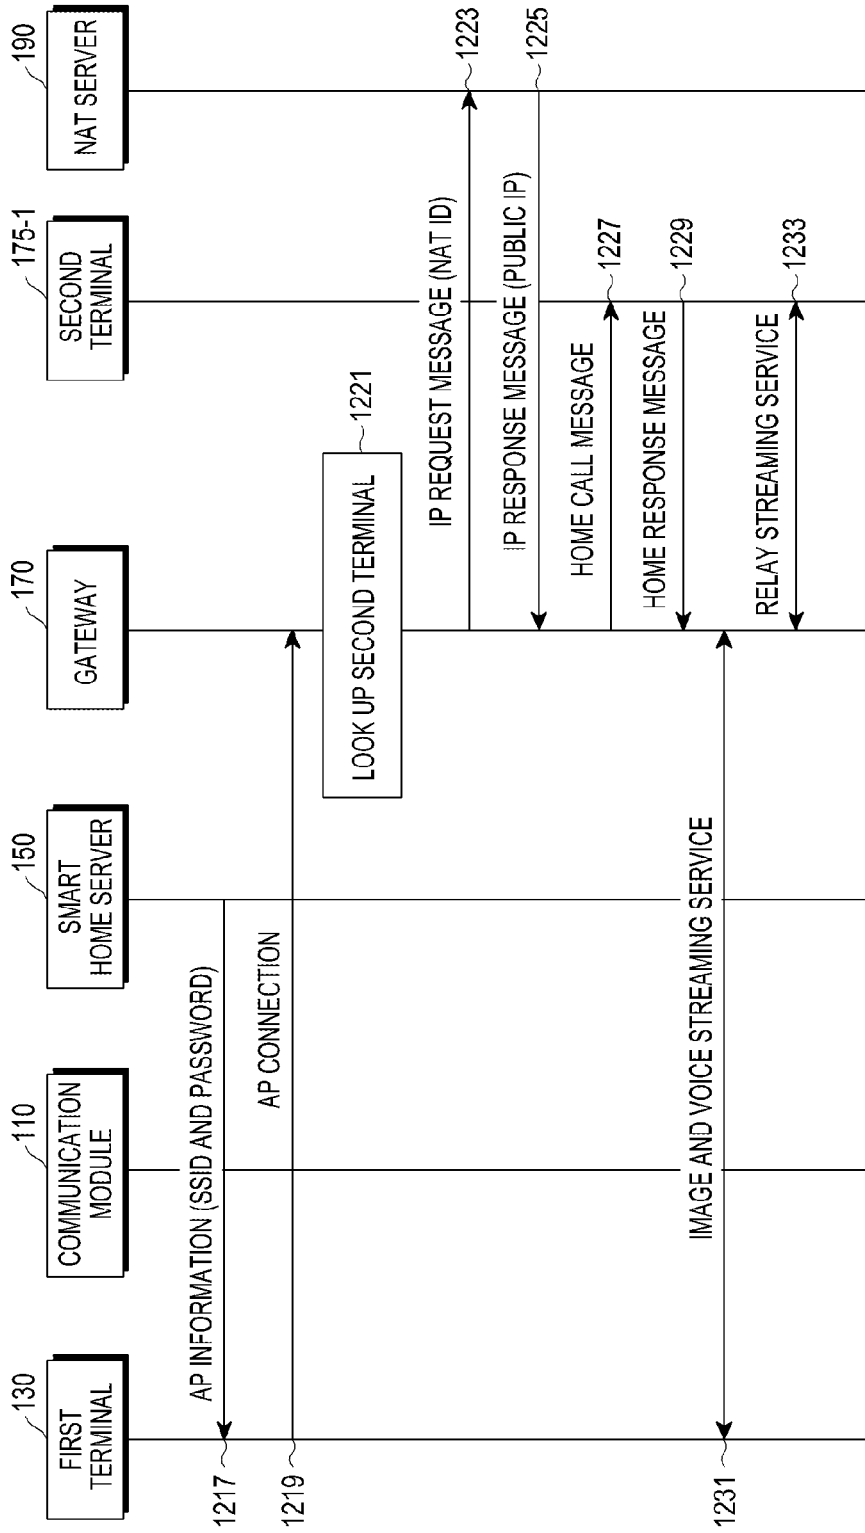 130
110
150
170
175-1
190
FIRST
TERMINAL
COMMUNICATION
MODULE
SMART
HOME SERVER
GATEWAY
SECOND
TERMINAL
NAT SERVER
AP INFORMATION (SSID AND PASSWORD)
1217
AP CONNECTION
1219
LOOK UP SECOND TERMINAL
1221
IP REQUEST MESSAGE (NAT ID)
1223
IP RESPONSE MESSAGE (PUBLIC IP)
1225
HOME CALL MESSAGE
1227
HOME RESPONSE MESSAGE
1229
IMAGE AND VOICE STREAMING SERVICE
1231
RELAY STREAMING SERVICE
1233